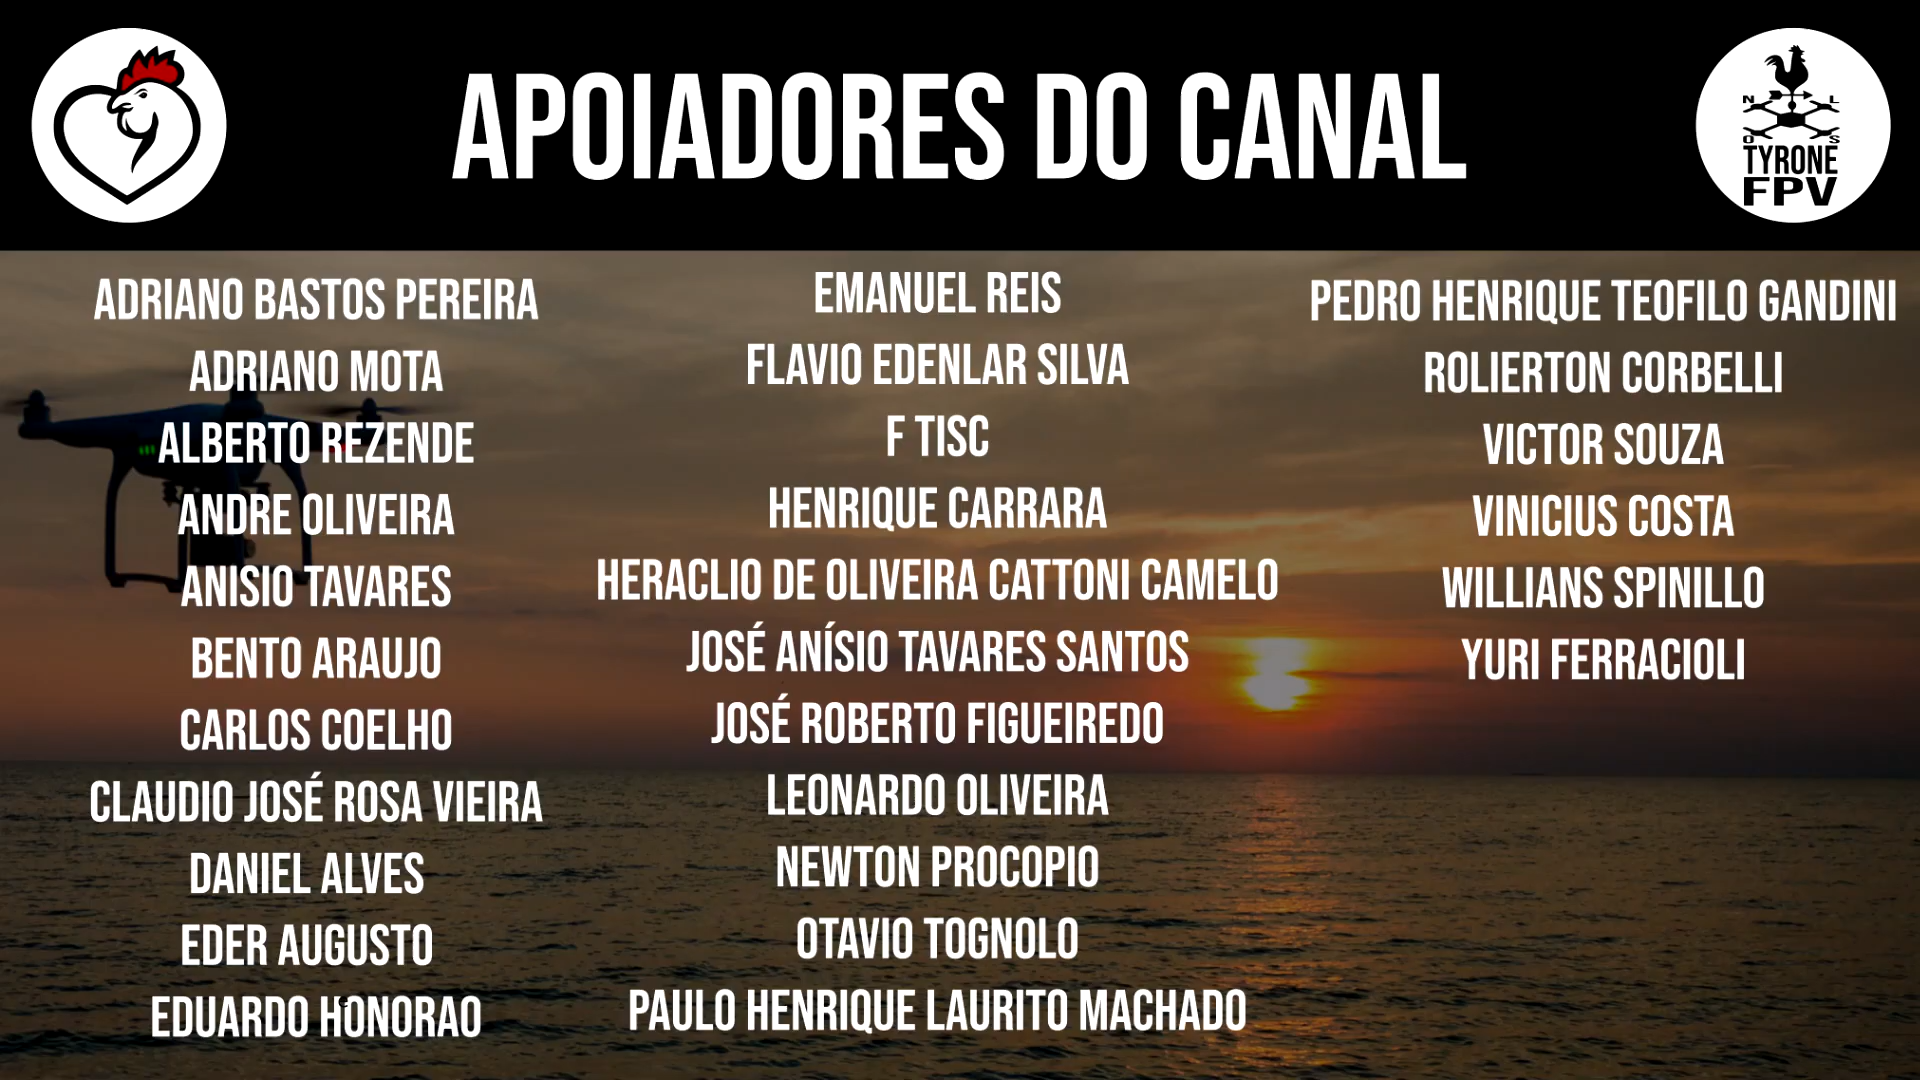 APOIADORES DO CANAL
N L
O S
TYRONE
FPV
ADRIANO BASTOS PEREIRA
ADRIANO MOTA
ALBERTO REZENDE
ANDRE OLIVEIRA
ANISIO TAVARES
BENTO ARAUJO
CARLOS COELHO
CLAUDIO JOSÉ ROSA VIEIRA
DANIEL ALVES
EDER AUGUSTO
EDUARDO HONORAO
EMANUEL REIS
FLAVIO EDENLAR SILVA
F TISC
HENRIQUE CARRARA
HERACLIO DE OLIVEIRA CATTONI CAMELO
JOSÉ ANÍSIO TAVARES SANTOS
JOSÉ ROBERTO FIGUEIREDO
LEONARDO OLIVEIRA
NEWTON PROCOPIO
OTAVIO TOGNOLO
PAULO HENRIQUE LAURITO MACHADO
PEDRO HENRIQUE TEOFILO GANDINI
ROLIERTON CORBELLI
VICTOR SOUZA
VINICIUS COSTA
WILLIANS SPINILLO
YURI FERRACIOLI